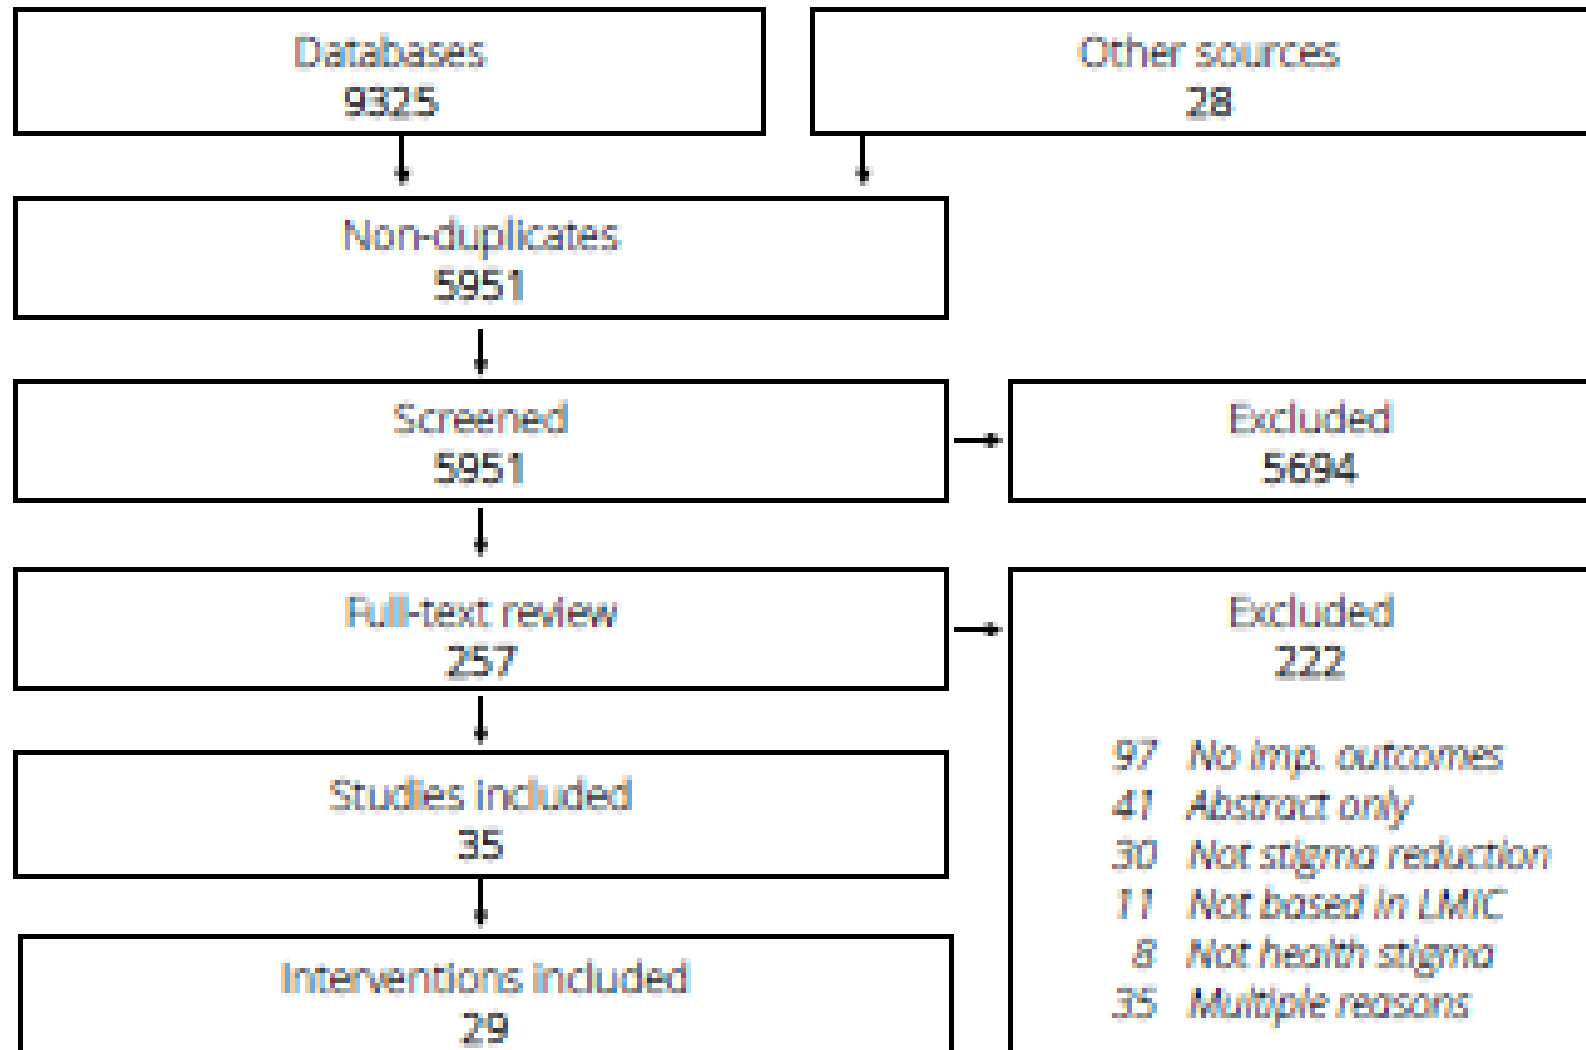 Databases
9325
Other sources
28
Non-duplicates
5951
Screened
5951
Excluded
5694
Full-text review
257
Excluded
222
97 No imp. outcomes
41 Abstract only
30 Not stigma reduction
11 Not based in LMIC
8 Not health stigma
35 Multiple reasons
Studies included
35
Interventions included
29